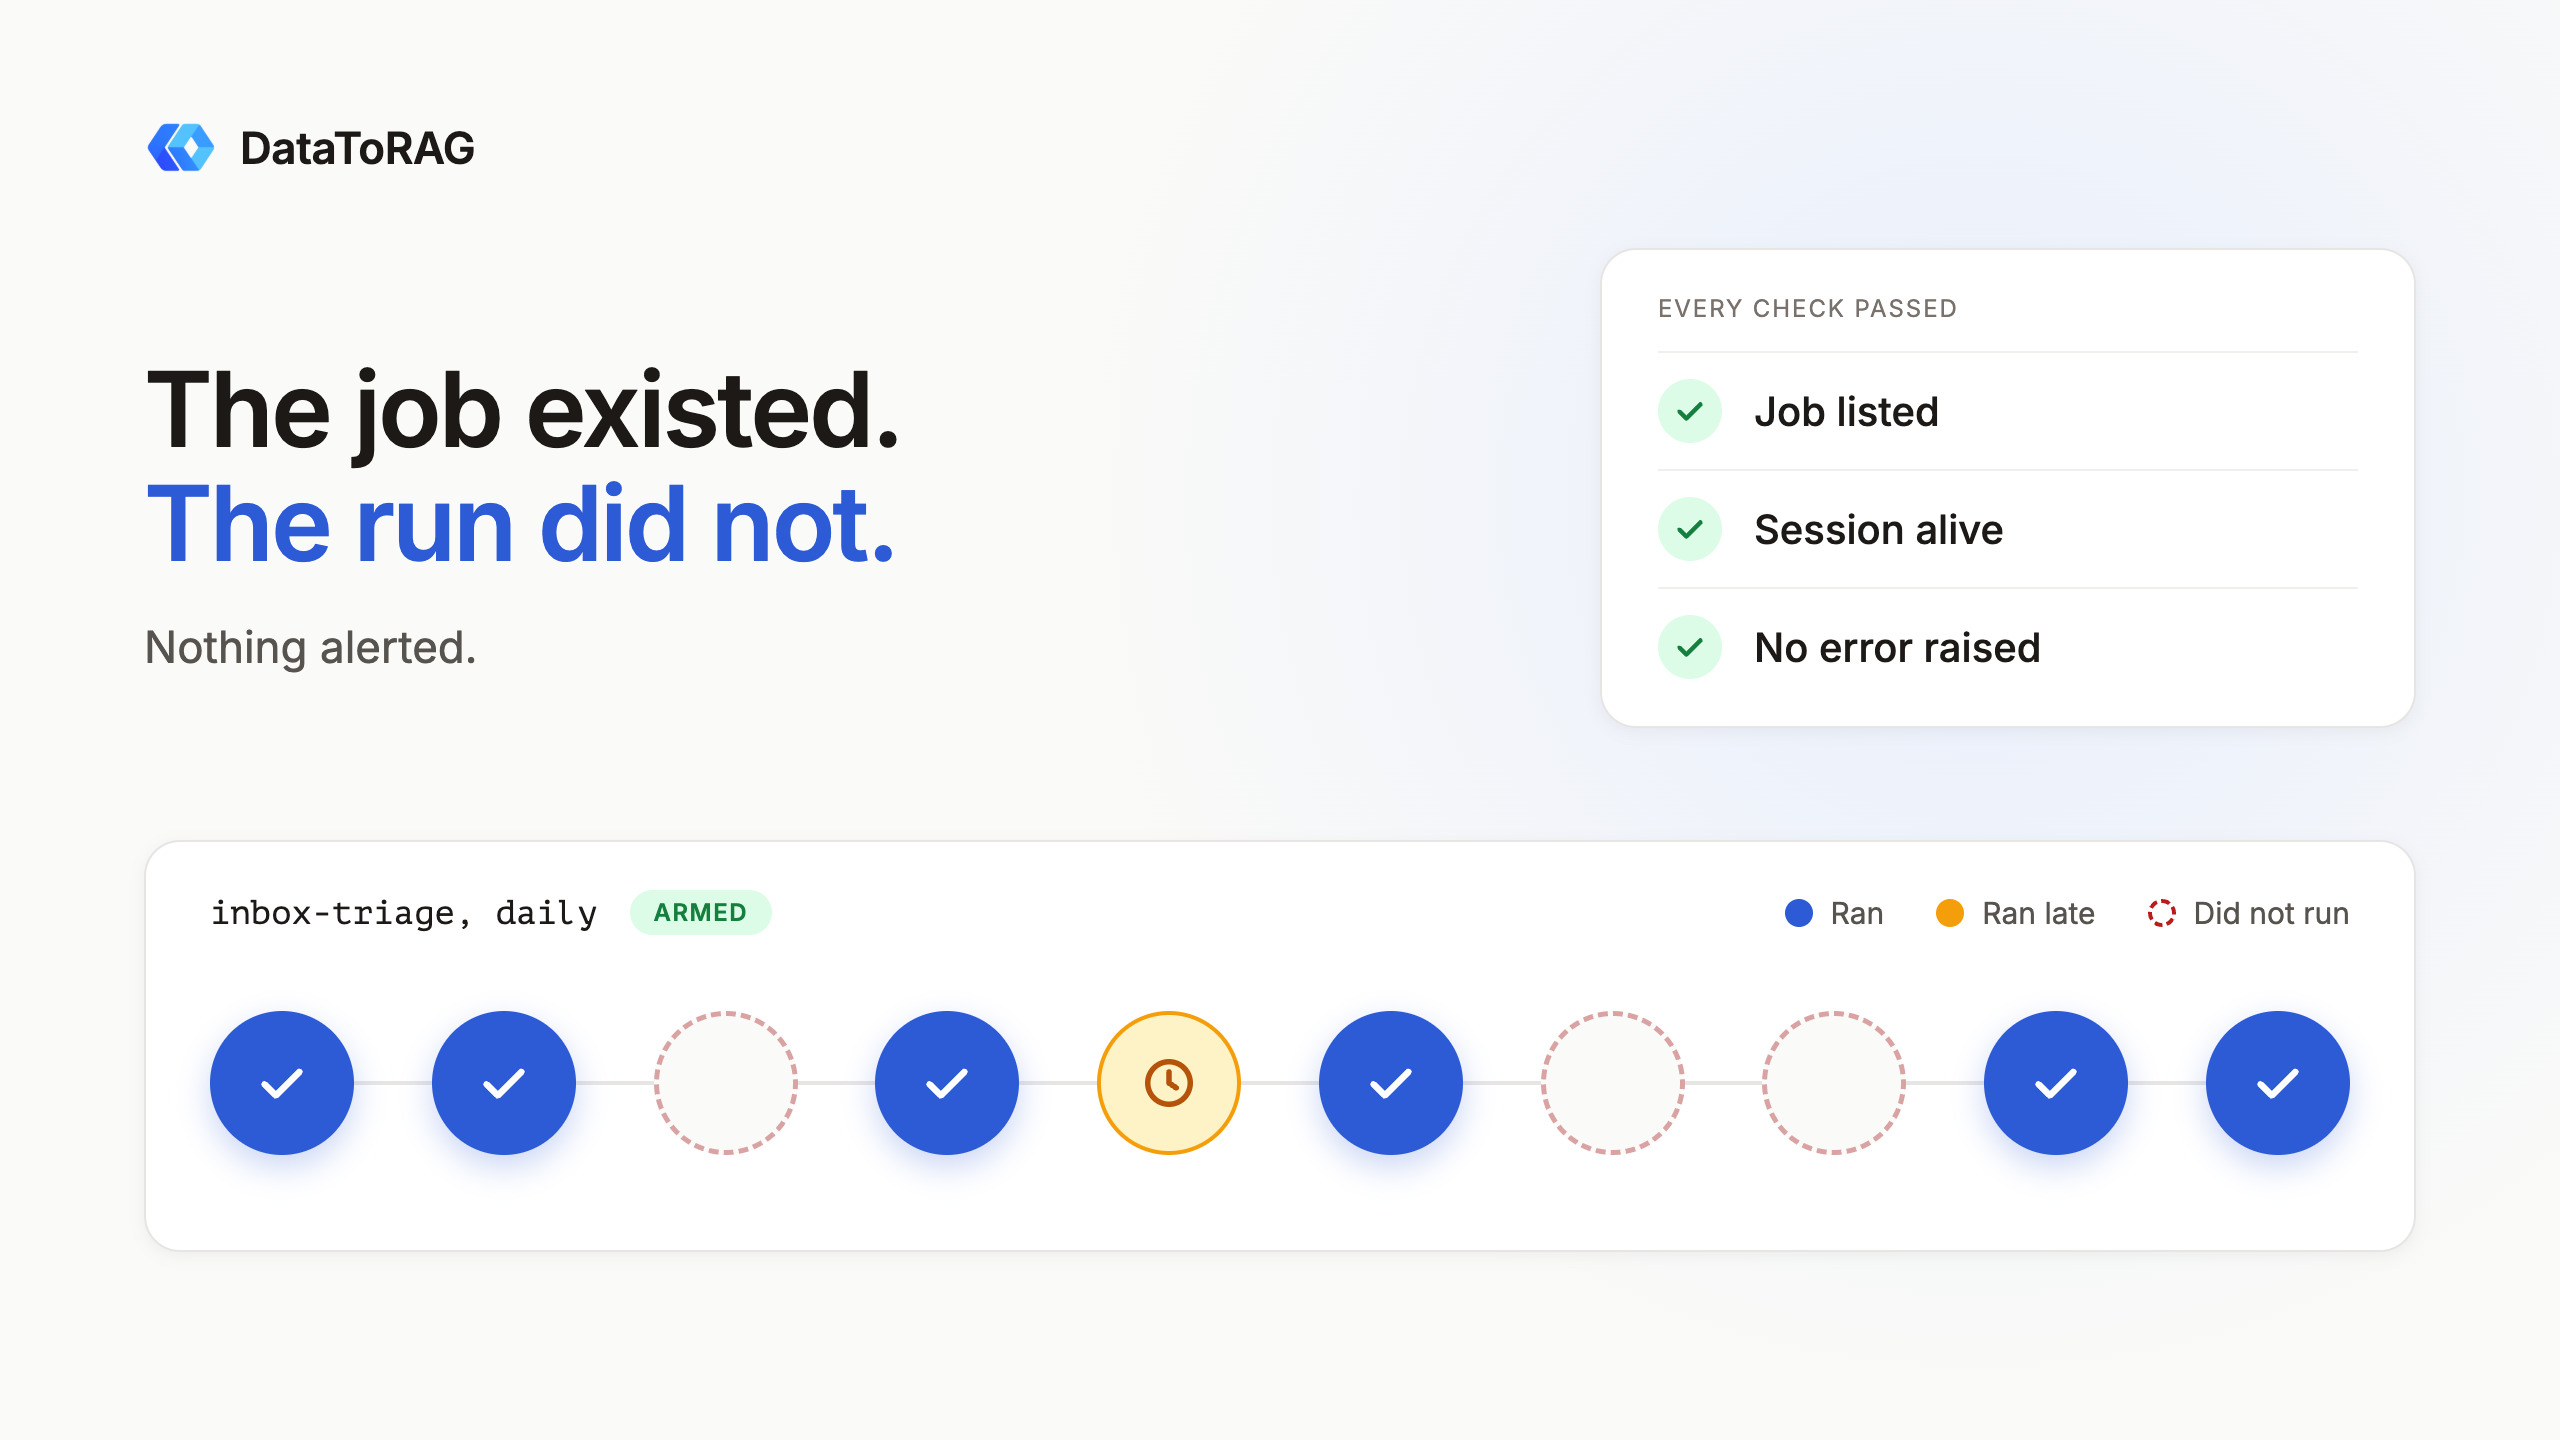 DataToRAG
The job existed.
The run did not.
Nothing alerted.
EVERY CHECK PASSED
Job listed
Session alive
No error raised
inbox-triage, daily
ARMED
Ran
Ran late
Did not run